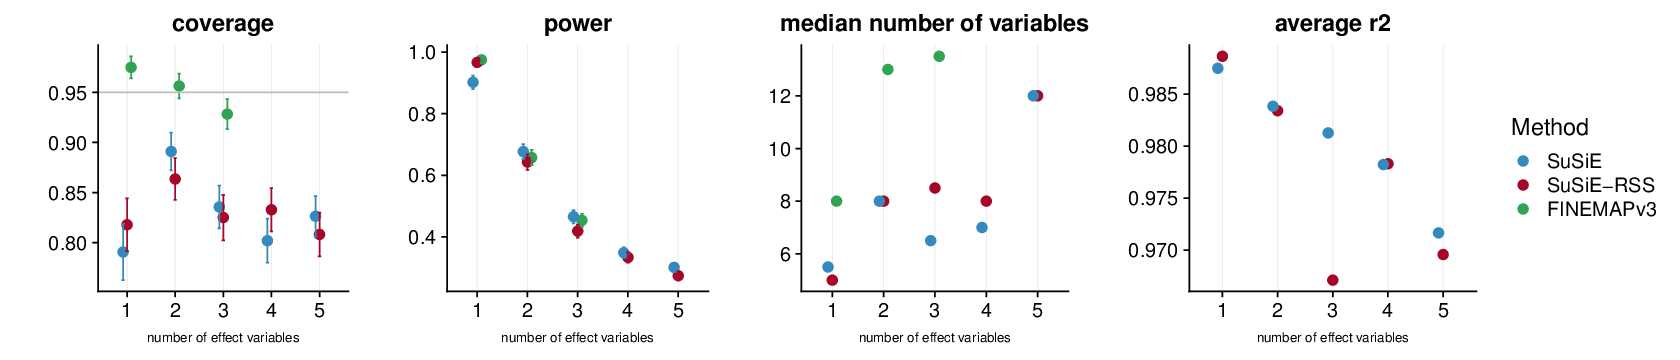 coverage
0.95
0.90
0.85
0.80
1 2 3 4 5
number of effect variables
power
1.0
0.8
0.6
0.4
1 2 3 4 5
number of effect variables
median number of variables
12
10
8
6
1 2 3 4 5
number of effect variables
average r2
0.985
0.980
0.975
0.970
1 2 3 4 5
number of effect variables
Method
SuSiE
SuSiE−RSS
FINEMAPv3